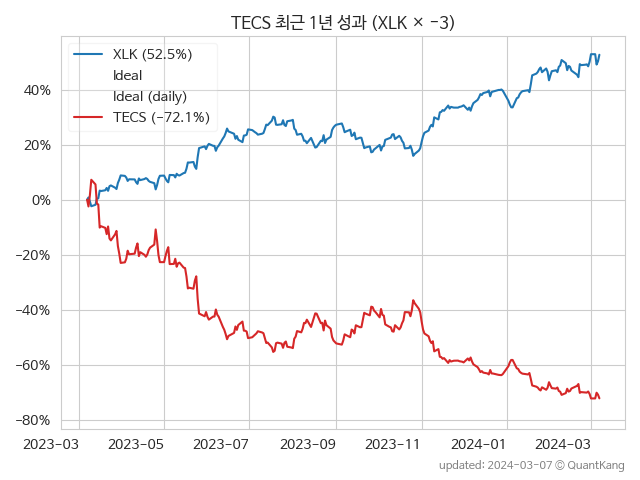 TECS 최근 1년 성과 (XLK × −3)
XLK (52.5%)
Ideal
Ideal (daily)
TECS (−72.1%)
40%
20%
0%
−20%
−40%
−60%
−80%
2023−03 2023−05 2023−07 2023−09 2023−11 2024−01 2024−03
updated: 2024-03-07 © QuantKang